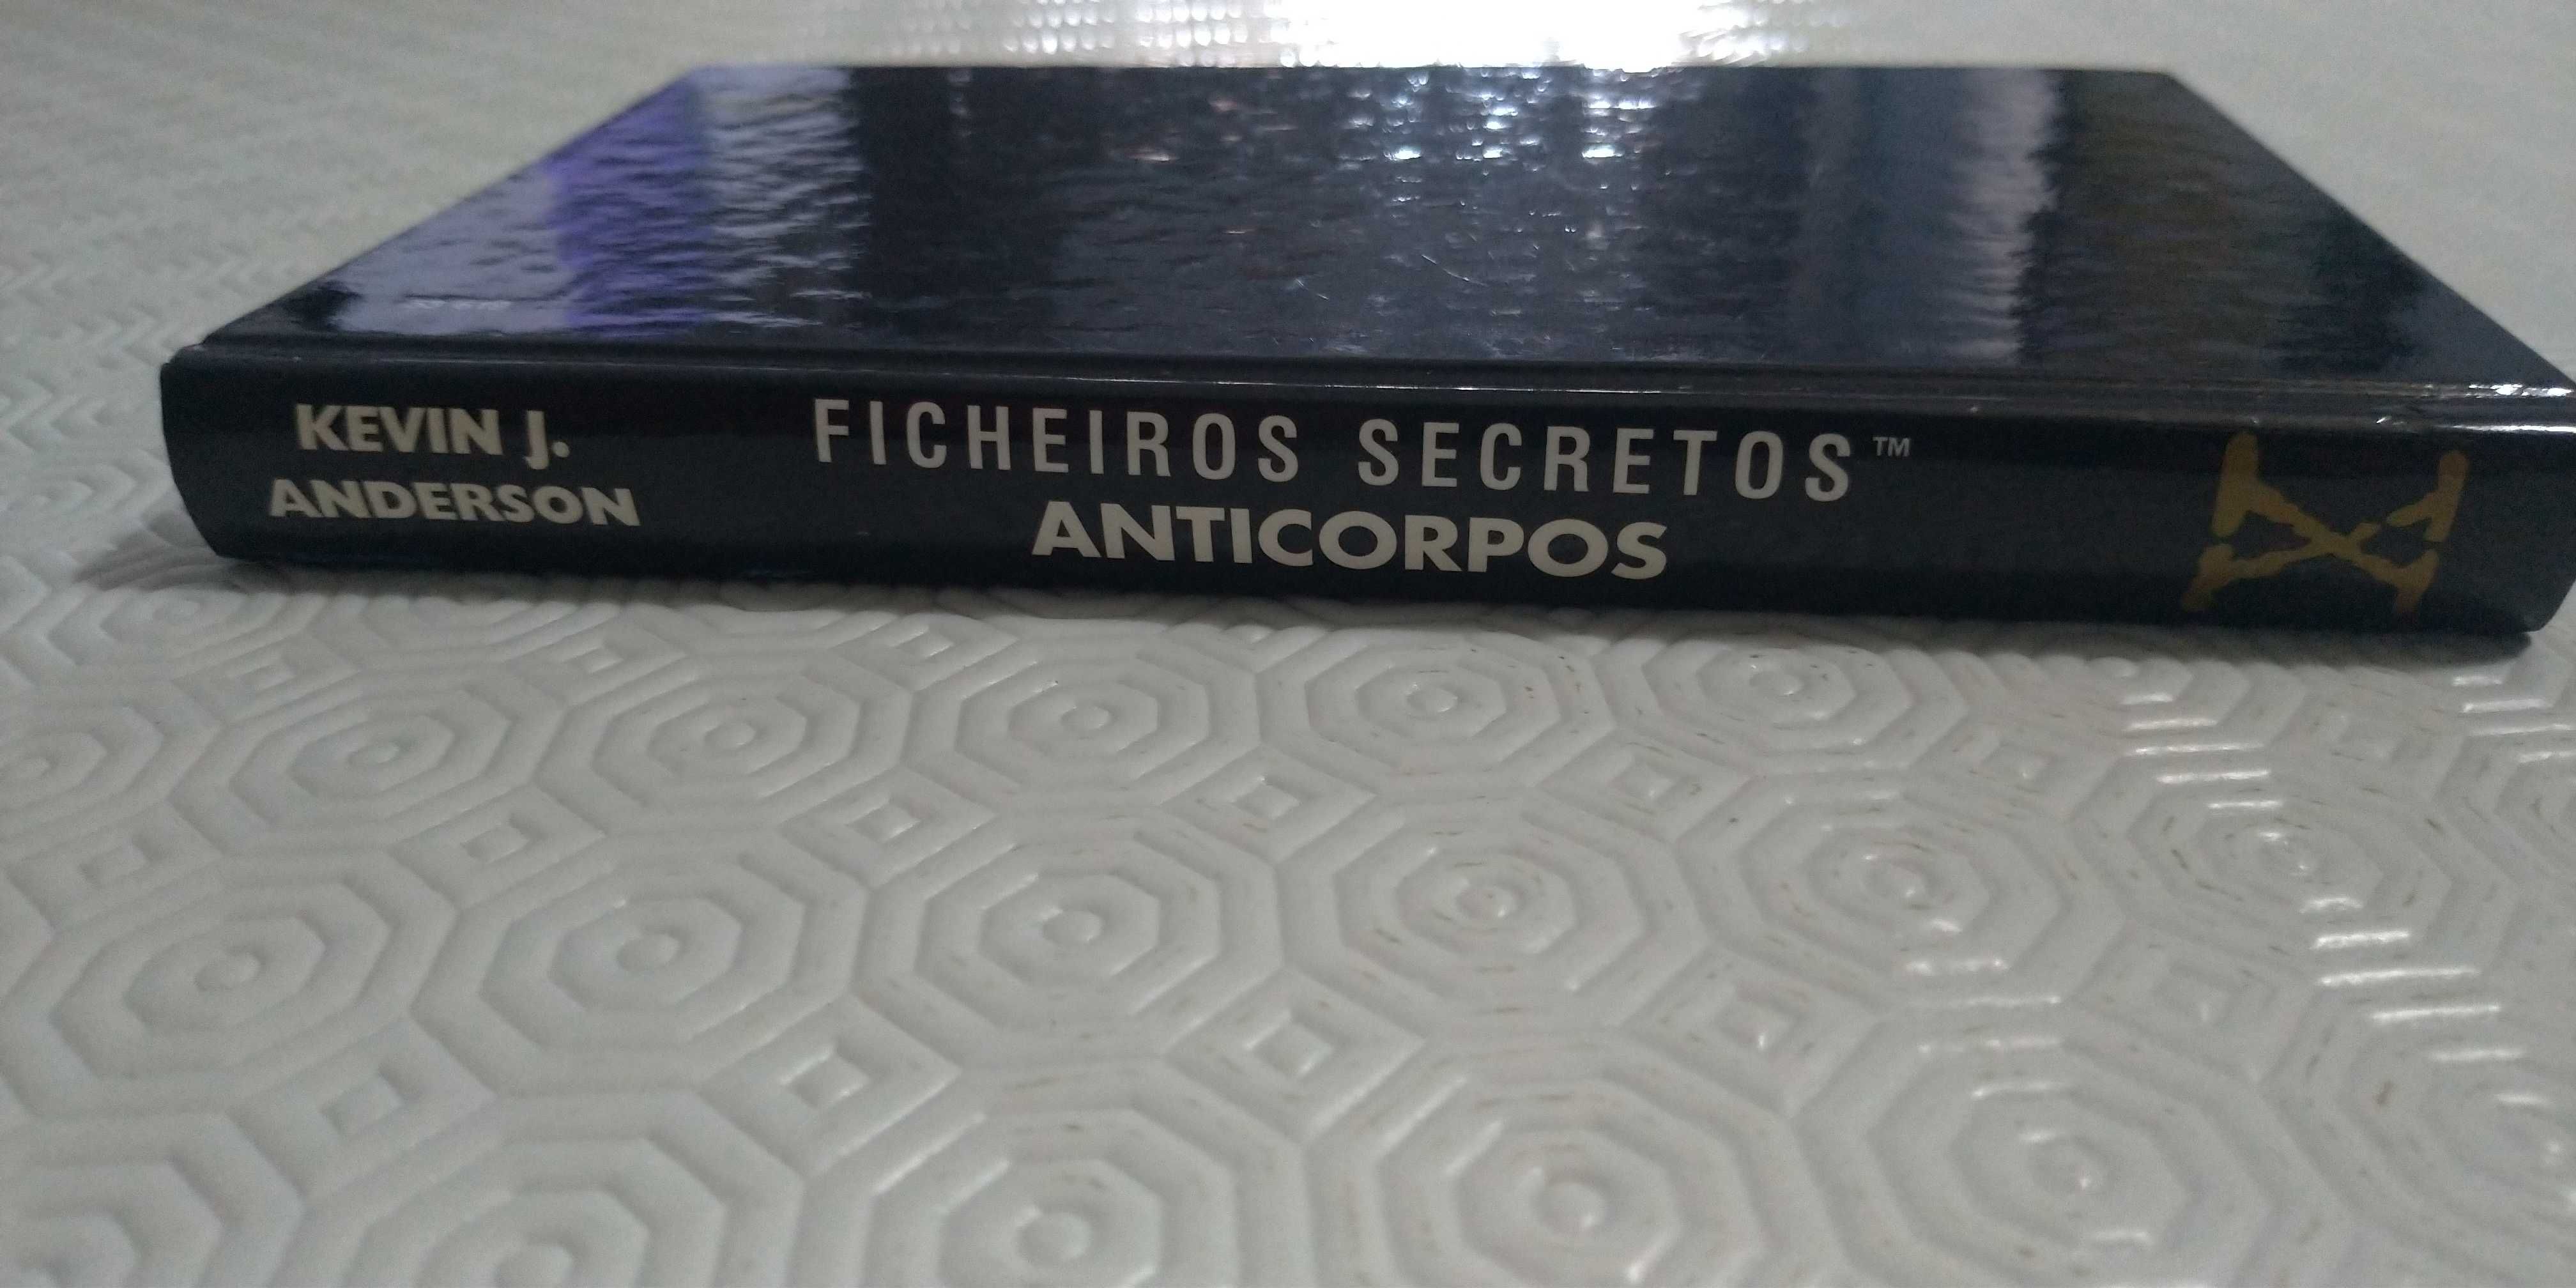 KEVIN J.
ANDERSON
FICHEIROS SECRETOS™
ANTICORPOS
X